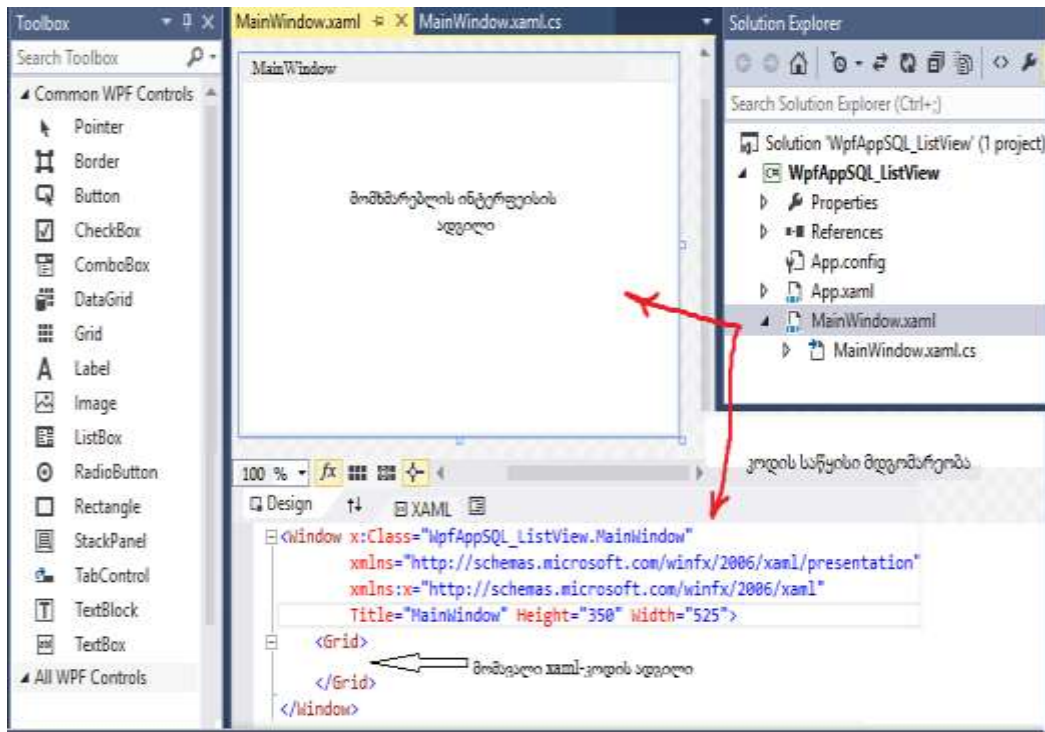 Toolbox
Search Toolbox
Common WPF Controls
Pointer
Border
Button
CheckBox
ComboBox
DataGrid
Grid
Label
Image
ListBox
RadioButton
Rectangle
StackPanel
TabControl
TextBlock
TextBox
All WPF Controls
MainWindow.xaml MainWindow.xaml.cs
MainWindow
მომხმარებლის ინტერფეისის
ადგილი
100 % fx
Design XAML
<Window x:Class="WpfAppSQL_ListView.MainWindow"
xmlns="http://schemas.microsoft.com/winfx/2006/xaml/presentation"
xmlns:x="http://schemas.microsoft.com/winfx/2006/xaml"
Title="MainWindow" Height="350" Width="525">
<Grid>
მომავალი xaml-კოდის ადგილი
</Grid>
</Window>
Solution Explorer
Search Solution Explorer (Ctrl+;)
Solution 'WpfAppSQL_ListView' (1 project)
WpfAppSQL_ListView
Properties
References
App.config
App.xaml
MainWindow.xaml
MainWindow.xaml.cs
კოდის საწყისი მდგომარეობა